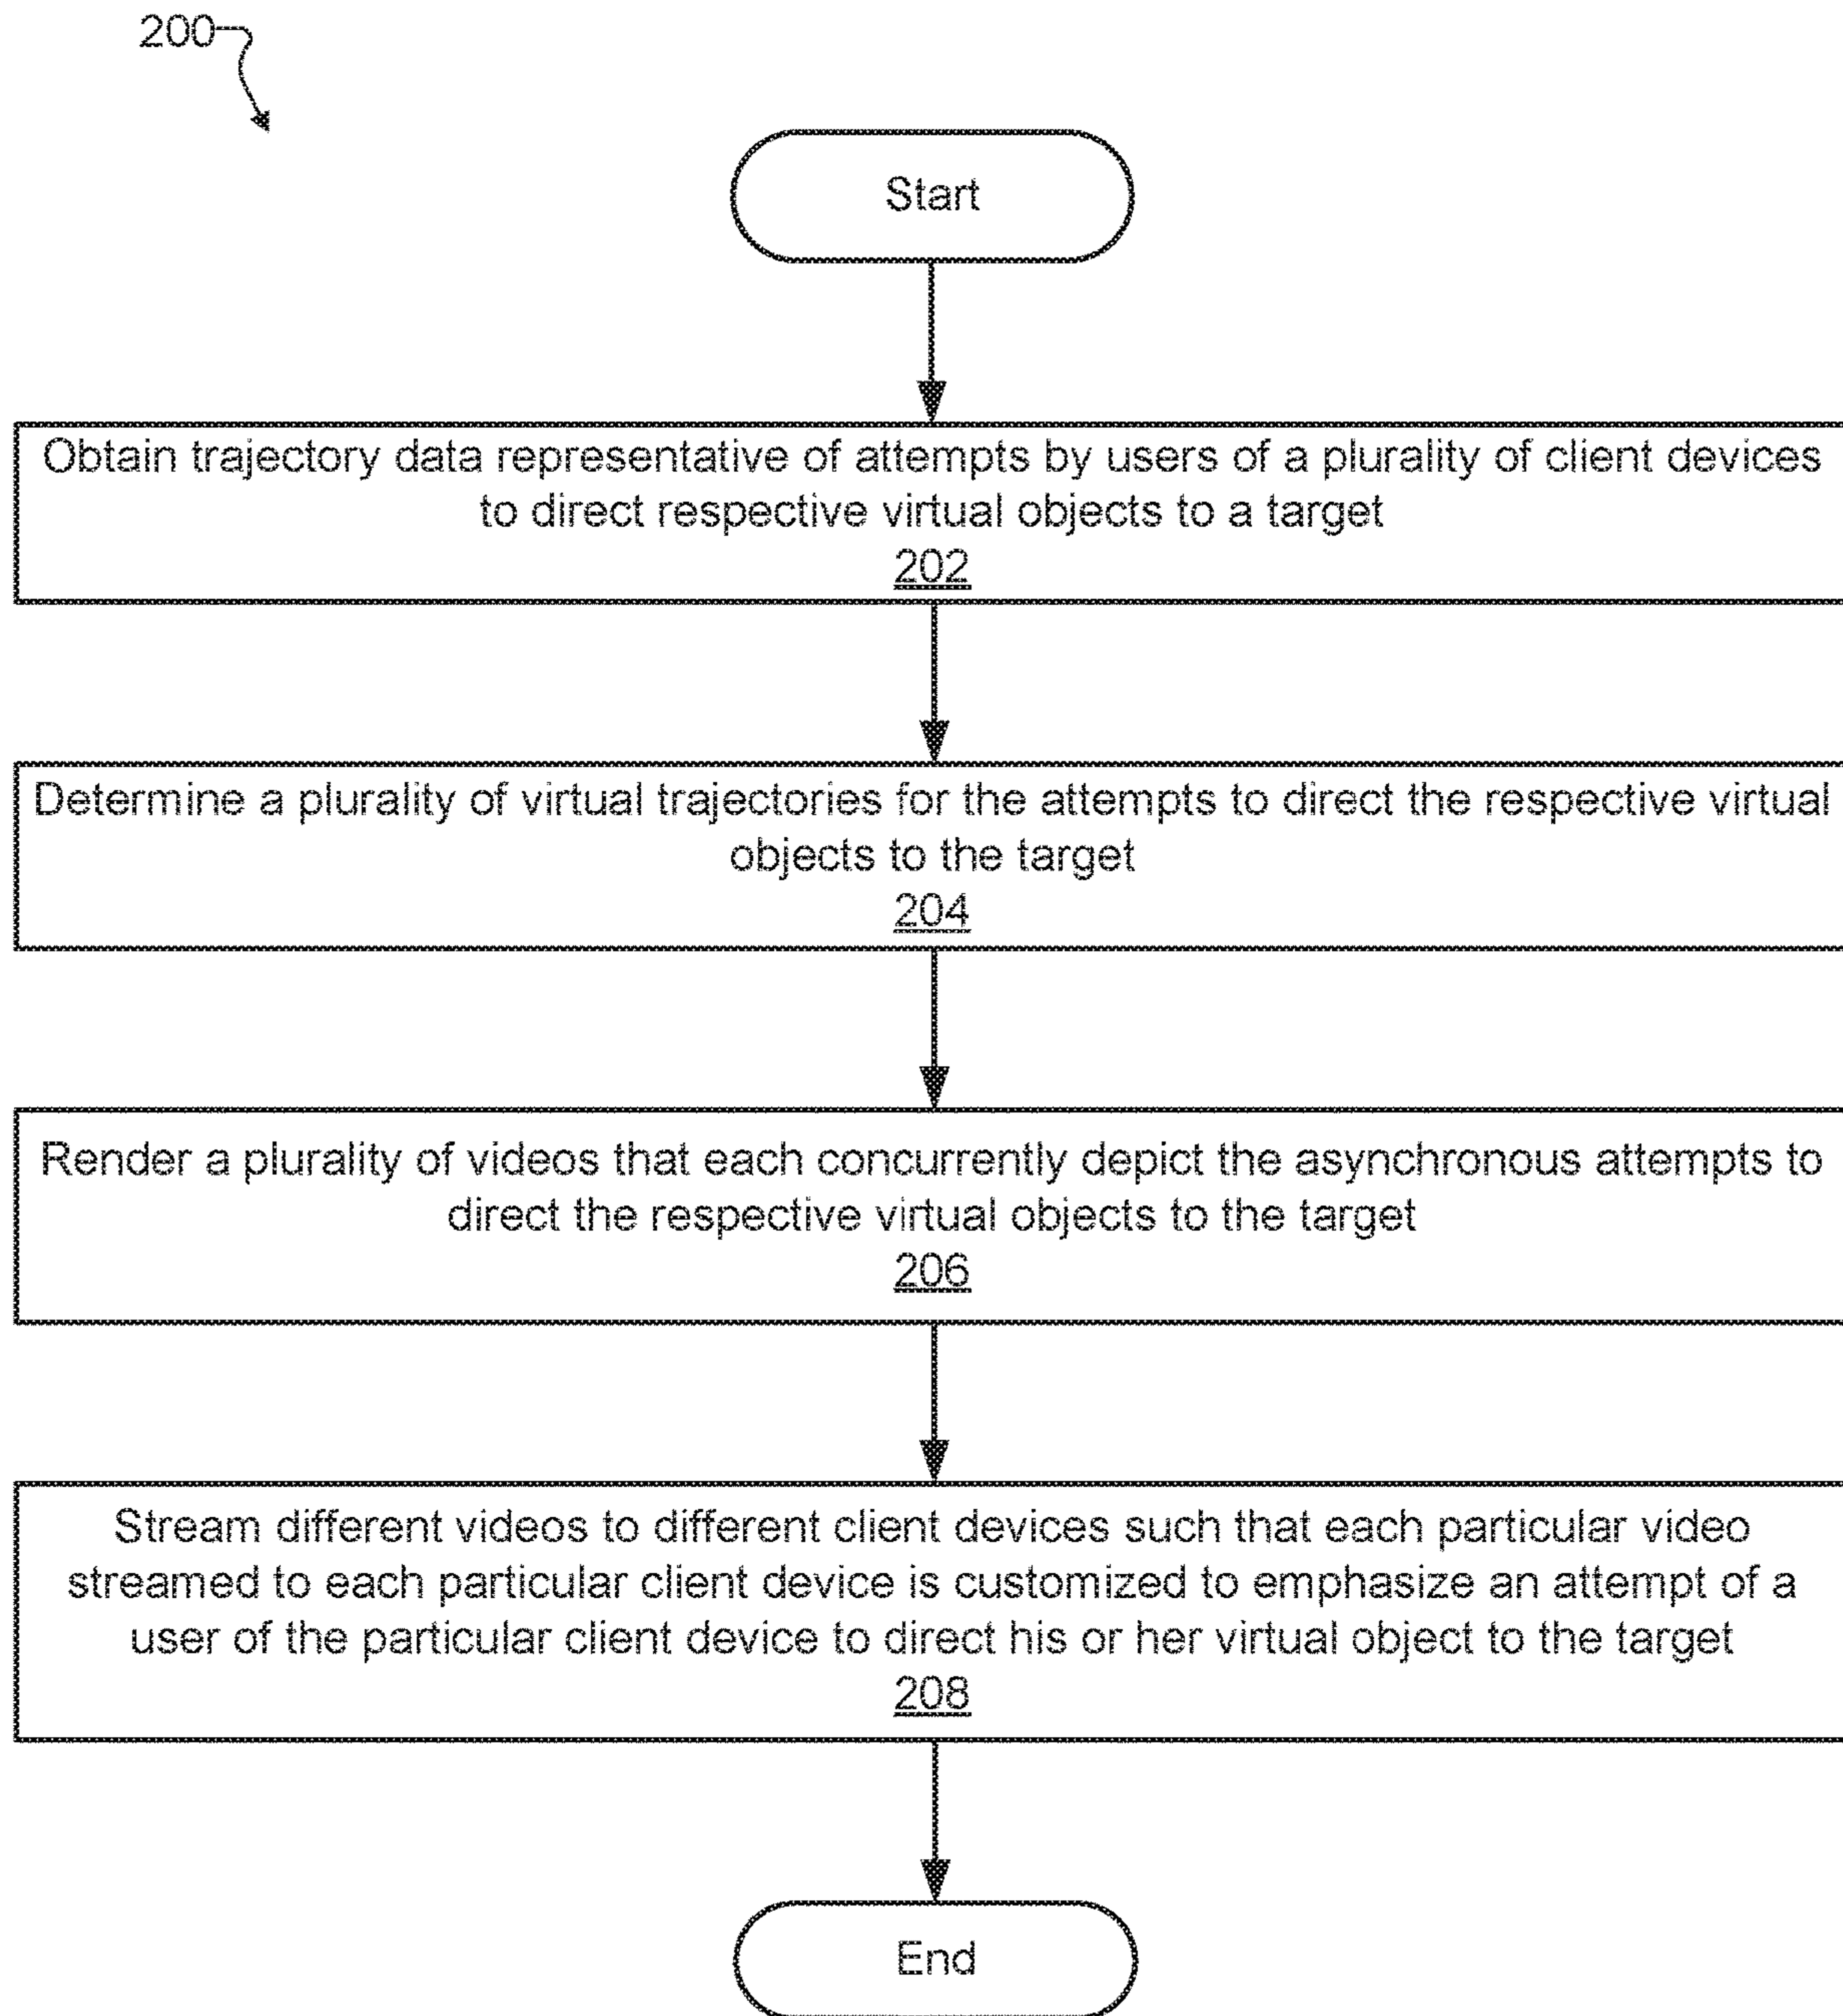 200
Start
Obtain trajectory data representative of attempts by users of a plurality of client devices
to direct respective virtual objects to a target
202
Determine a plurality of virtual trajectories for the attempts to direct the respective virtual
objects to the target
204
Render a plurality of videos that each concurrently depict the asynchronous attempts to
direct the respective virtual objects to the target
206
Stream different videos to different client devices such that each particular video
streamed to each particular client device is customized to emphasize an attempt of a
user of the particular client device to direct his or her virtual object to the target
208
End